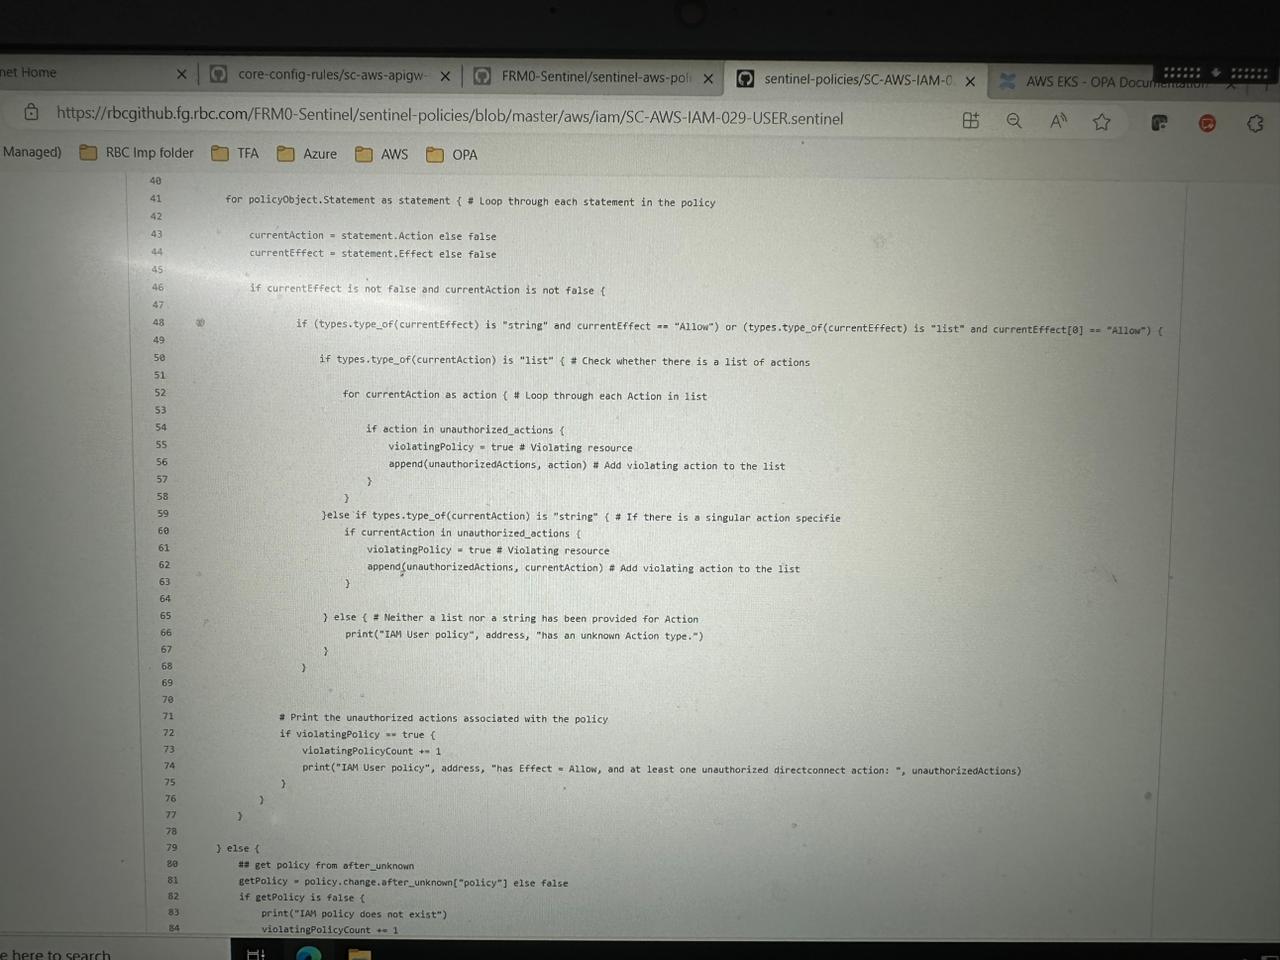 net Home
core-config-rules/sc-aws-apigw-
FRM0-Sentinel/sentinel-aws-poli
sentinel-policies/SC-AWS-IAM-0
AWS EKS - OPA Documentation
https://rbcgithub.fg.rbc.com/FRM0-Sentinel/sentinel-policies/blob/master/aws/iam/SC-AWS-IAM-029-USER.sentinel
Managed) RBC Imp folder TFA Azure AWS OPA
40
41 for policyObject.Statement as statement { # Loop through each statement in the policy
42
43 currentAction = statement.Action else false
44 currentEffect = statement.Effect else false
45
46 if currentEffect is not false and currentAction is not false {
47
48 if (types.type_of(currentEffect) is "string" and currentEffect == "Allow") or (types.type_of(currentEffect) is "list" and currentEffect[0] == "Allow") {
49
50 if types.type_of(currentAction) is "list" { # Check whether there is a list of actions
51
52 for currentAction as action { # Loop through each Action in list
53
54 if action in unauthorized_actions {
55 violatingPolicy = true # Violating resource
56 append(unauthorizedActions, action) # Add violating action to the list
57 }
58 }
59 }else if types.type_of(currentAction) is "string" { # If there is a singular action specifie
60 if currentAction in unauthorized_actions {
61 violatingPolicy = true # Violating resource
62 append(unauthorizedActions, currentAction) # Add violating action to the list
63 }
64
65 } else { # Neither a list nor a string has been provided for Action
66 print("IAM User policy", address, "has an unknown Action type.")
67 }
68 }
69
70
71 # Print the unauthorized actions associated with the policy
72 if violatingPolicy == true {
73 violatingPolicyCount += 1
74 print("IAM User policy", address, "has Effect = Allow, and at least one unauthorized directconnect action: ", unauthorizedActions)
75 }
76 }
77 }
78
79 } else {
80 ## get policy from after_unknown
81 getPolicy = policy.change.after_unknown["policy"] else false
82 if getPolicy is false {
83 print("IAM policy does not exist")
84 violatingPolicyCount += 1
e here to search